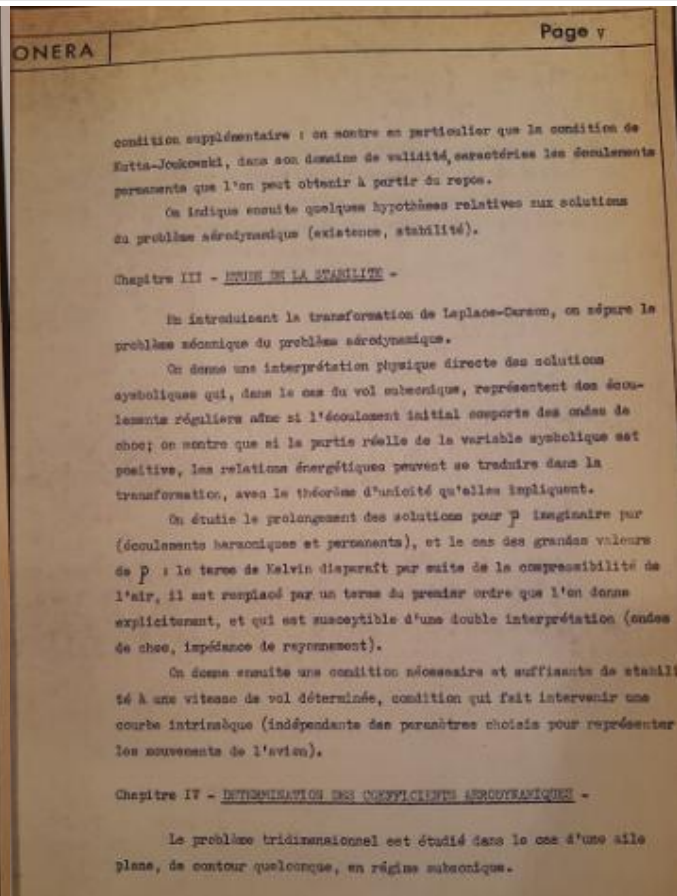 ONERA
Page v
condition supplémentaire : on montre en particulier que la condition de
Kutta-Joukowski, dans son domaine de validité, caractérise les écoulements
permanents que l'on peut obtenir à partir du repos.
On indique ensuite quelques hypothèses relatives aux solutions
du problème aérodynamique (existence, stabilité).
Chapitre III - ETUDE DE LA STABILITE -
En introduisant la transformation de Laplace-Carson, on sépare le
problème mécanique du problème aérodynamique.
On donne une interprétation physique directe des solutions
symboliques qui, dans le cas du vol subsonique, représentent des écou-
lements réguliers même si l'écoulement initial comporte des ondes de
choc; on montre que si la partie réelle de la variable symbolique est
positive, les relations énergétiques peuvent se traduire dans la
transformation, avec le théorème d'unicité qu'elles impliquent.
On étudie le prolongement des solutions pour p imaginaire pur
(écoulements harmoniques et permanents), et le cas des grandes valeurs
de p : le terme de Kelvin disparaît par suite de la compressibilité de
l'air, il est remplacé par un terme du premier ordre que l'on donne
explicitement, et qui est susceptible d'une double interprétation (ondes
de choc, impédance de rayonnement).
On donne ensuite une condition nécessaire et suffisante de stabili
té à une vitesse de vol déterminée, condition qui fait intervenir une
courbe intrinsèque (indépendante des paramètres choisis pour représenter
les mouvements de l'avion).
Chapitre IV - DETERMINATION DES COEFFICIENTS AERODYNAMIQUES -
Le problème tridimensionnel est étudié dans le cas d'une aile
plane, de contour quelconque, en régime subsonique.